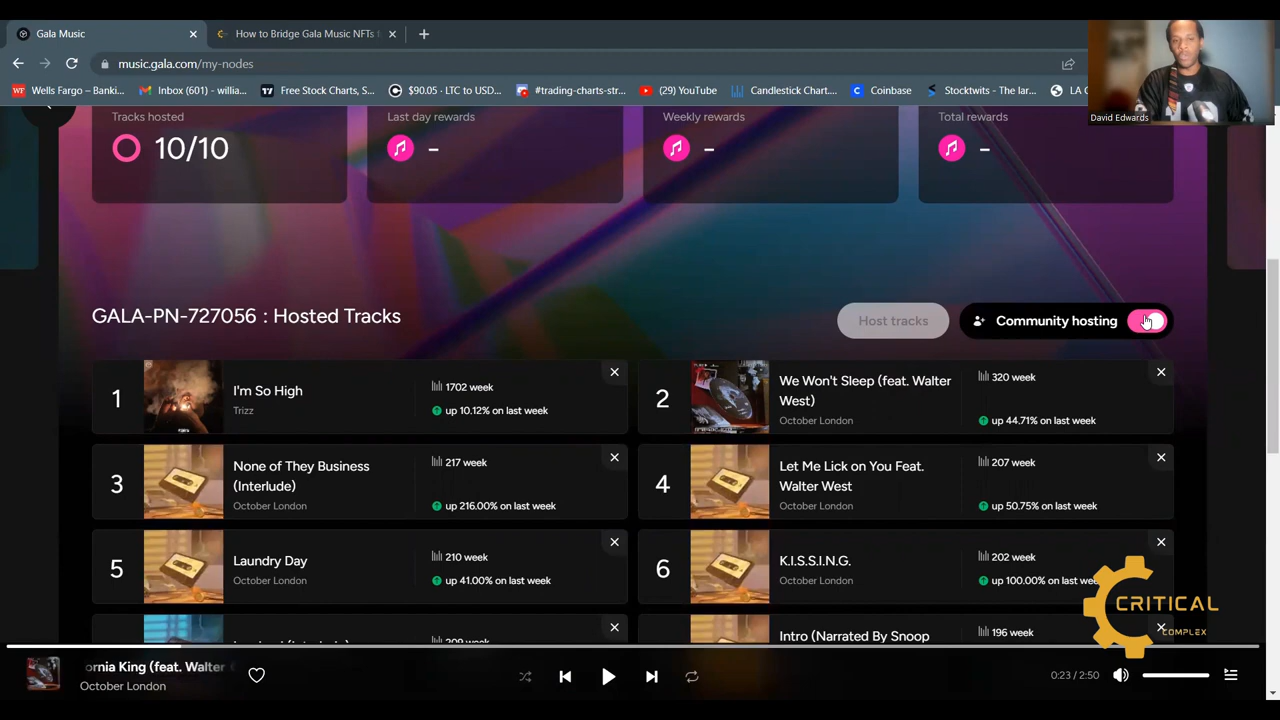 Gala Music
How to Bridge Gala Music NFTs
music.gala.com/my-nodes
Wells Fargo – Banki...
Inbox (601) - willia...
Free Stock Charts, S...
$90.05 · LTC to USD...
#trading-charts-str...
(29) YouTube
Candlestick Chart....
Coinbase
Stocktwits - The lar...
LA
David Edwards
Tracks hosted
10/10
Last day rewards
–
Weekly rewards
–
Total rewards
–
GALA-PN-727056 : Hosted Tracks
Host tracks
Community hosting
1
I'm So High
Trizz
1702 week
up 10.12% on last week
2
We Won't Sleep (feat. Walter
West)
October London
320 week
up 44.71% on last week
3
None of They Business
(Interlude)
October London
217 week
up 216.00% on last week
4
Let Me Lick on You Feat.
Walter West
October London
207 week
up 50.75% on last week
5
Laundry Day
October London
210 week
up 41.00% on last week
6
K.I.S.S.I.N.G.
October London
202 week
up 100.00% on last wee
209 week
Intro (Narrated By Snoop
196 week
CRITICAL
COMPLEX
ornia King (feat. Walter
October London
0:23 / 2:50